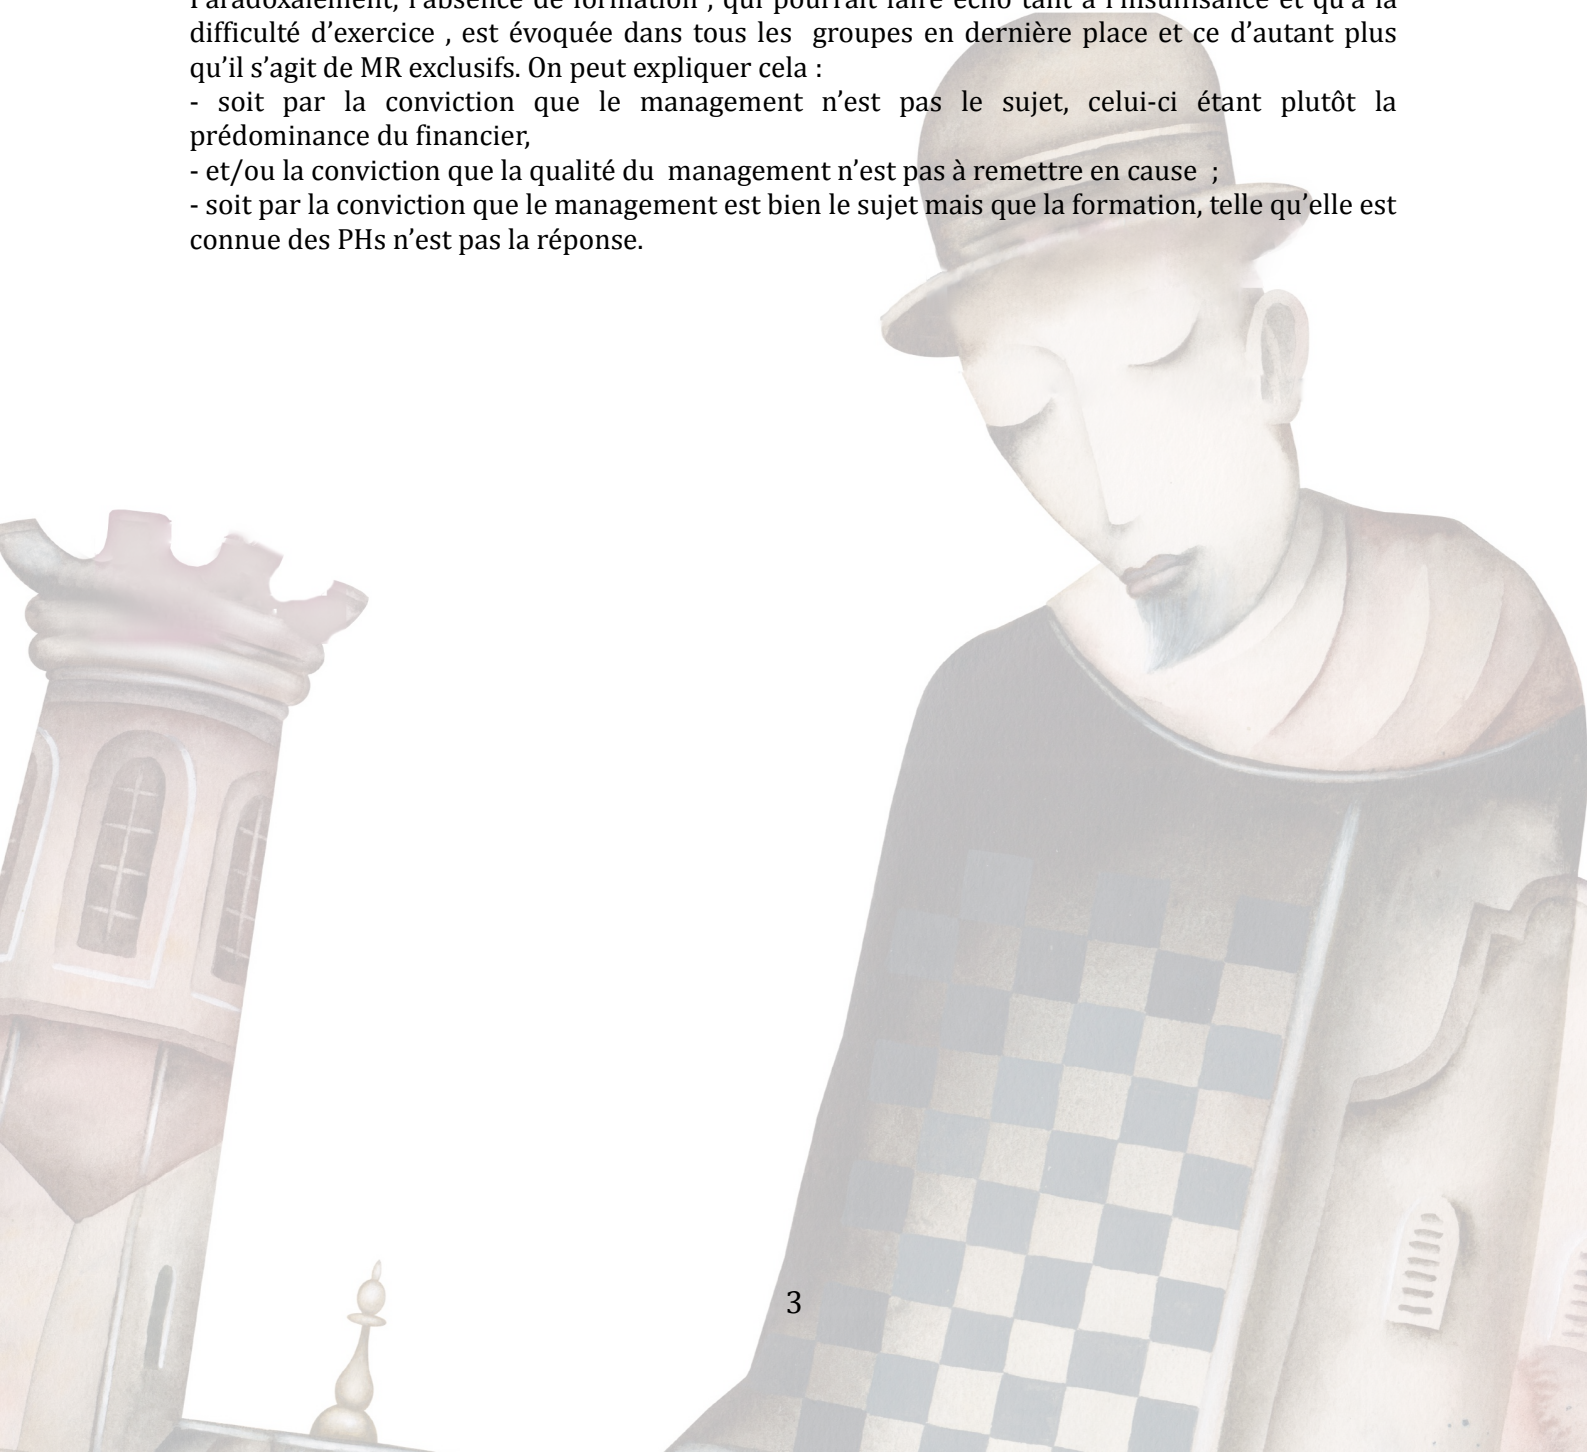 Paradoxalement, l'absence de formation , qui pourrait faire écho tant à l'insuffisance et qu'à la
difficulté d'exercice , est évoquée dans tous les  groupes en dernière place et ce d'autant plus
qu'il s'agit de MR exclusifs. On peut expliquer cela :
- soit par la conviction que le management n'est pas le sujet, celui-ci étant plutôt la
prédominance du financier,
- et/ou la conviction que la qualité du  management n'est pas à remettre en cause  ;
- soit par la conviction que le management est bien le sujet mais que la formation, telle qu'elle est
connue des PHs n'est pas la réponse.
3